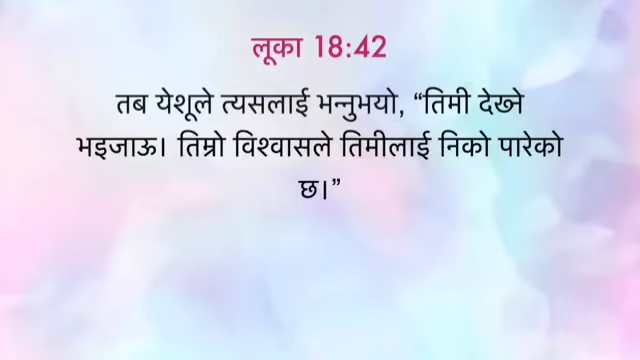 लूका 18:42
तब येशूले त्यसलाई भन्नुभयो, “तिमी देख्ने
भइजाऊ। तिम्रो विश्वासले तिमीलाई निको पारेको
छ।”